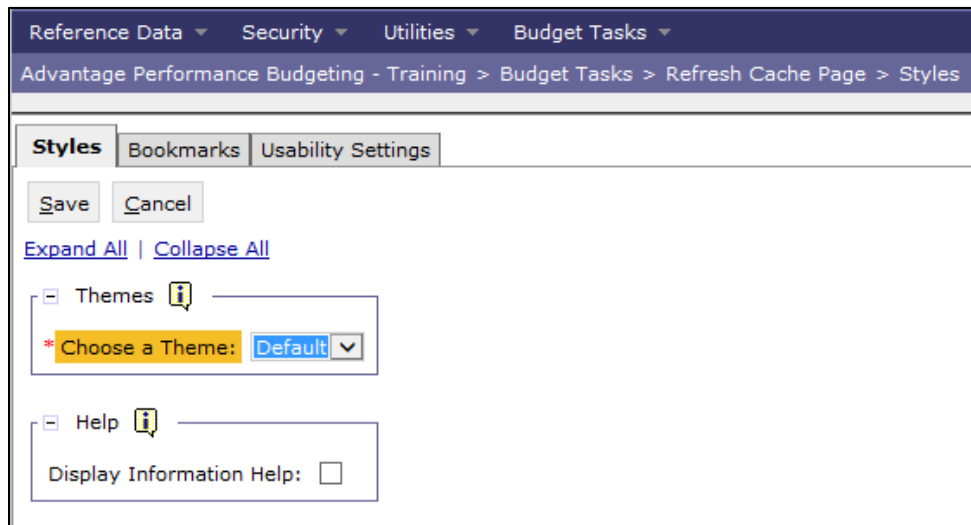 Reference Data Security Utilities Budget Tasks
Advantage Performance Budgeting - Training > Budget Tasks > Refresh Cache Page > Styles
Styles Bookmarks Usability Settings
Save Cancel
Expand All | Collapse All
Themes
* Choose a Theme: Default
Help
Display Information Help: